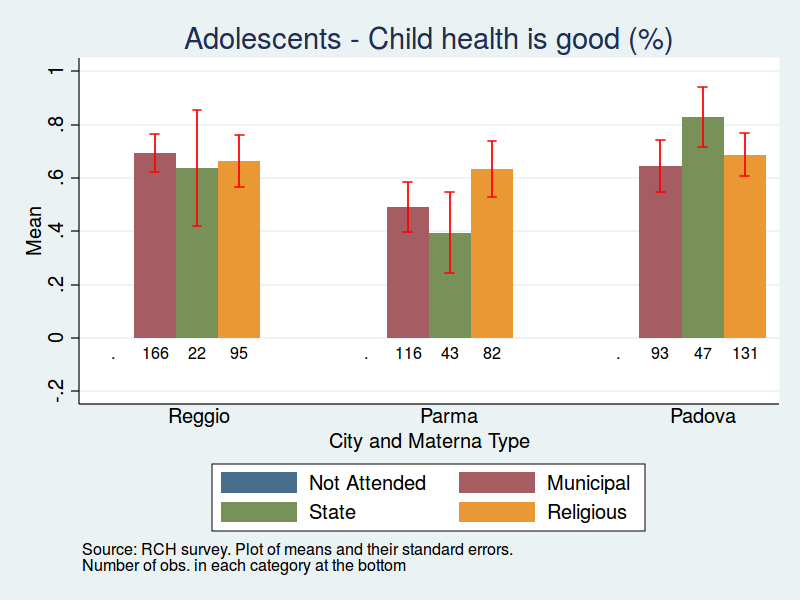 Adolescents - Child health is good (%)
Mean
1
.8
.6
.4
.2
0
-.2
. 166 22 95 . 116 43 82 . 93 47 131
Reggio Parma Padova
City and Materna Type
Not Attended Municipal
State Religious
Source: RCH survey. Plot of means and their standard errors.
Number of obs. in each category at the bottom